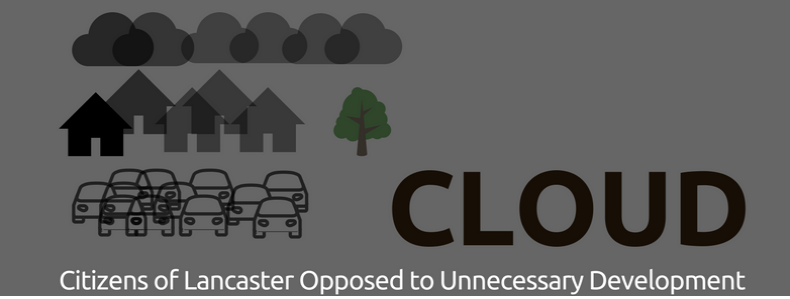 CLOUD
Citizens of Lancaster Opposed to Unnecessary Development